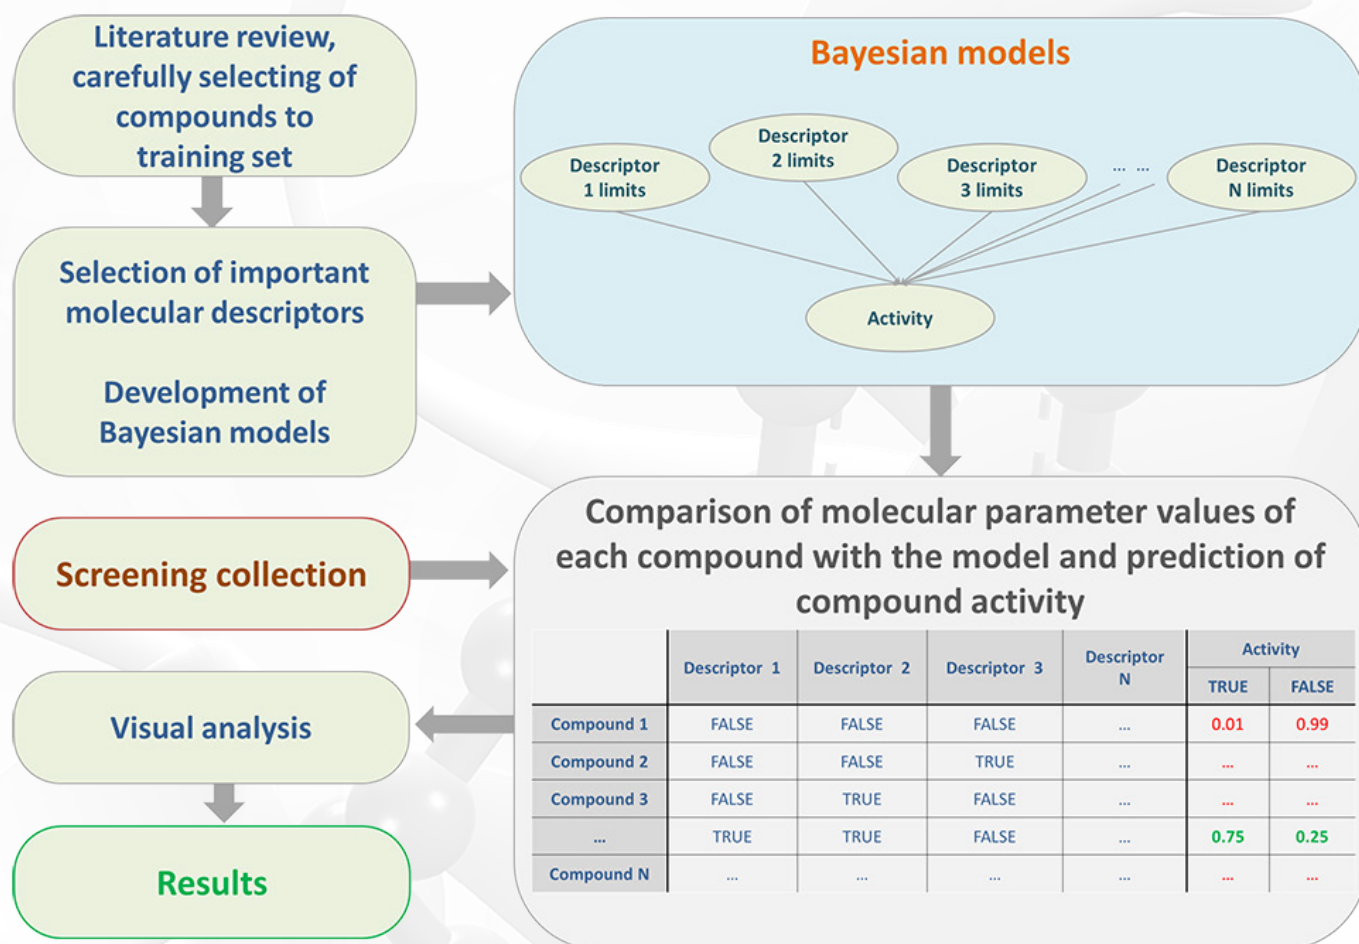 Literature review,
carefully selecting of
compounds to
training set
Selection of important
molecular descriptors
Development of
Bayesian models
Bayesian models
Descriptor
1 limits
Descriptor
2 limits
Descriptor
3 limits
... ...
Descriptor
N limits
Activity
Screening collection
Comparison of molecular parameter values of
each compound with the model and prediction of
compound activity
Descriptor 1 Descriptor 2 Descriptor 3 Descriptor N Activity
TRUE FALSE
Compound 1 FALSE FALSE FALSE ... 0.01 0.99
Compound 2 FALSE FALSE TRUE ... ... ...
Compound 3 FALSE TRUE FALSE ... ... ...
... TRUE TRUE FALSE ... 0.75 0.25
Compound N ... ... ... ... ... ...
Visual analysis
Results